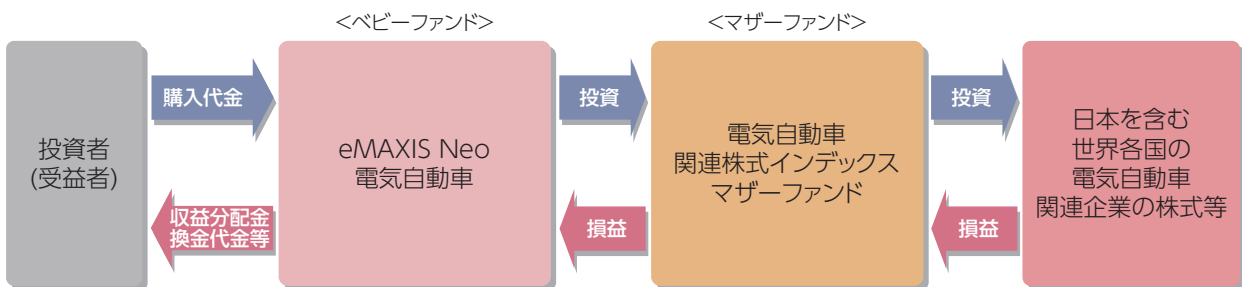 <ベビーファンド>
<マザーファンド>
投資者
(受益者)
購入代金
収益分配金
換金代金等
eMAXIS Neo
電気自動車
投資
損益
電気自動車
関連株式インデックス
マザーファンド
投資
損益
日本を含む
世界各国の
電気自動車
関連企業の株式等